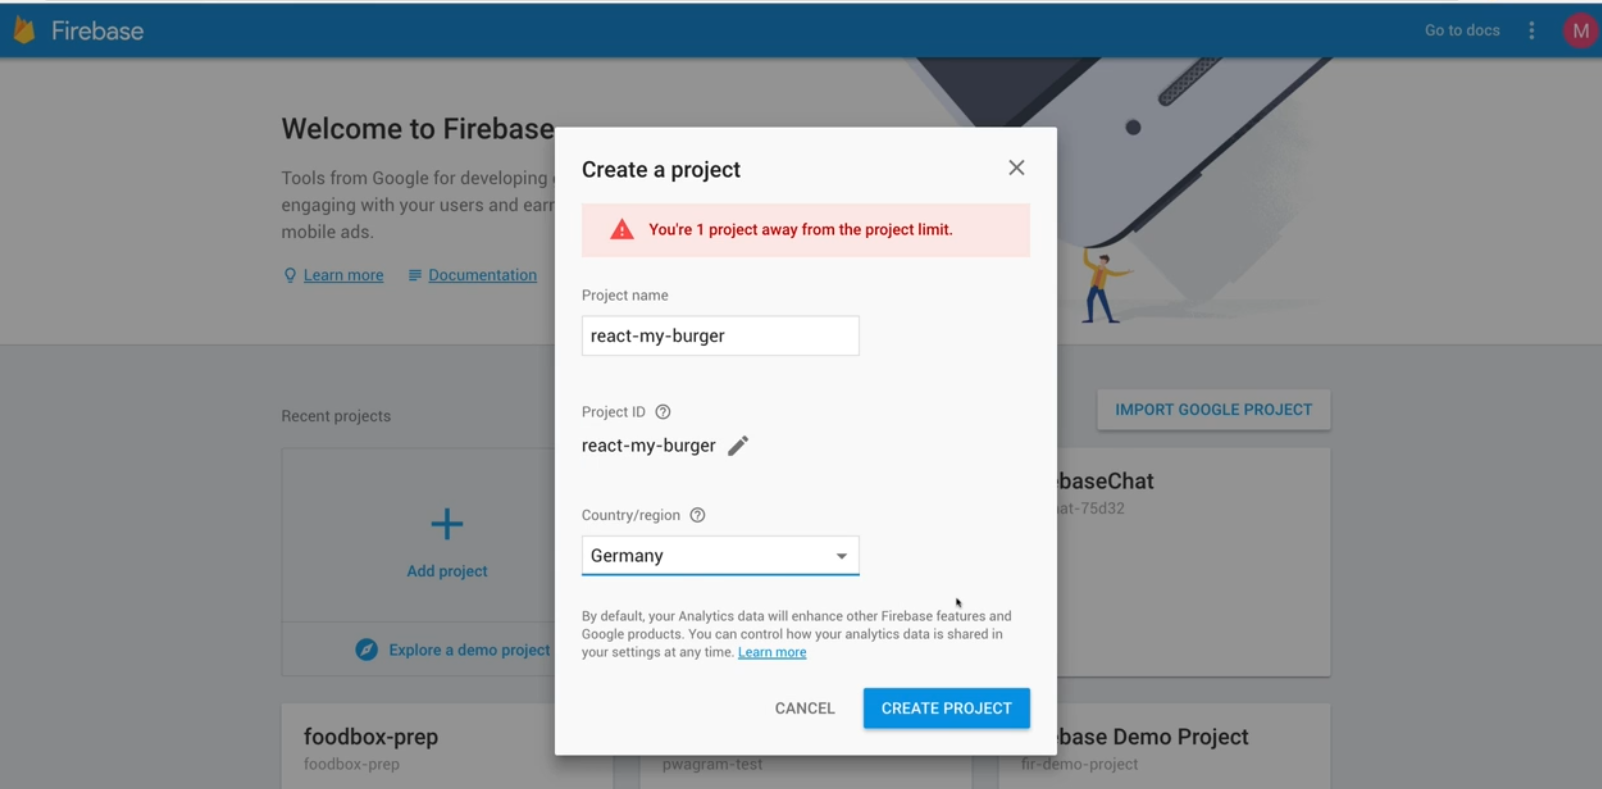 Firebase
Go to docs
M
Welcome to Firebase
Tools from Google for developing
engaging with your users and earn
mobile ads.
Learn more
Documentation
Create a project
You're 1 project away from the project limit.
Project name
react-my-burger
Project ID
react-my-burger
Country/region
Germany
By default, your Analytics data will enhance other Firebase features and
Google products. You can control how your analytics data is shared in
your settings at any time. Learn more
CANCEL
CREATE PROJECT
Recent projects
IMPORT GOOGLE PROJECT
Add project
Explore a demo project
baseChat
at-75d32
foodbox-prep
foodbox-prep
pwagram-test
base Demo Project
fir-demo-project